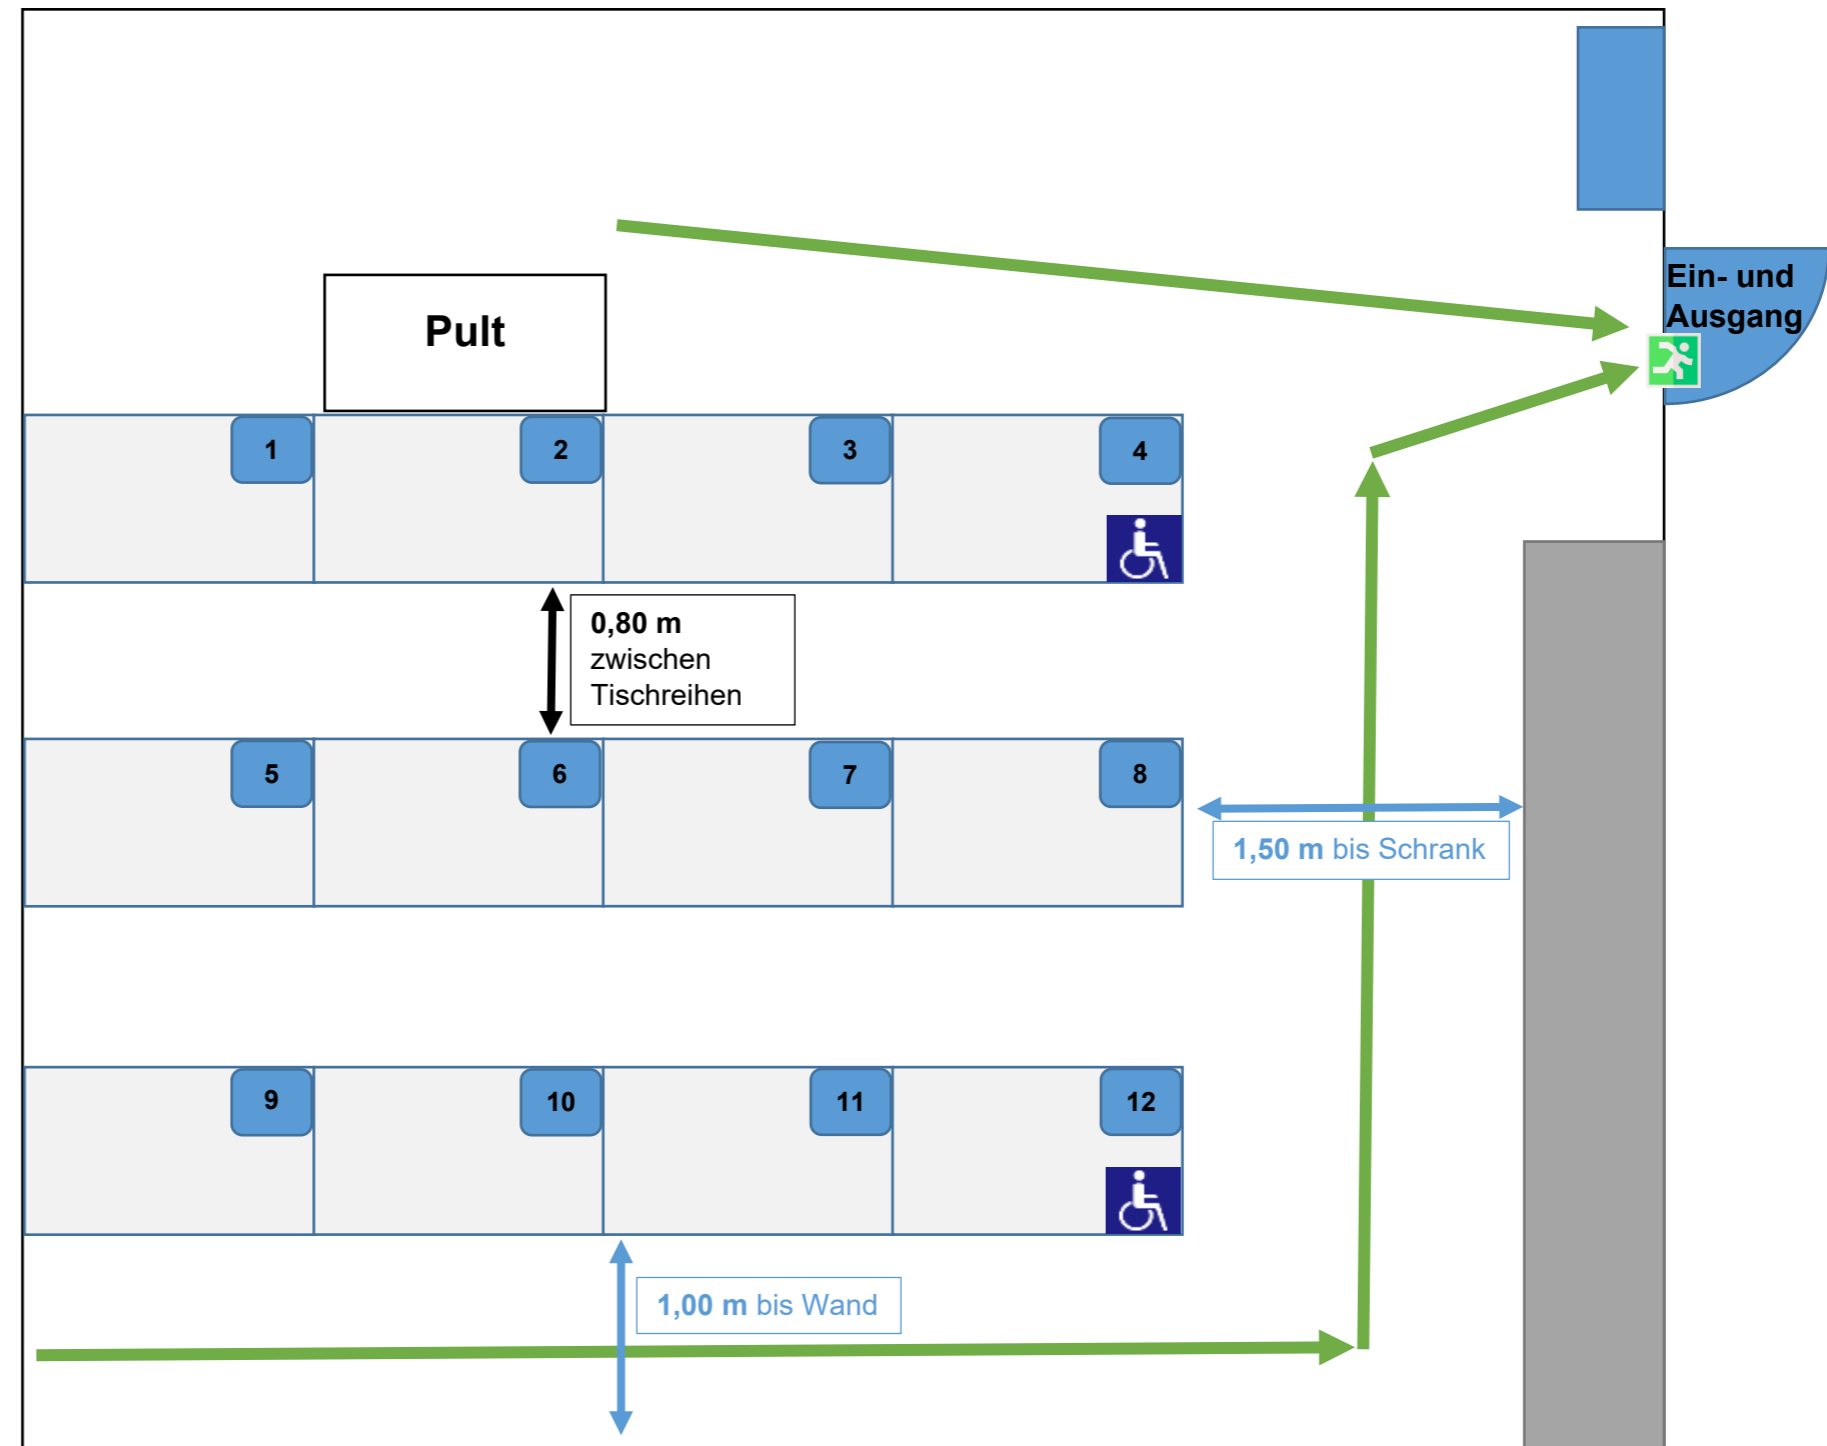 Ein- und
Ausgang
Pult
1
2
3
4
0,80 m
zwischen
Tischreihen
5
6
7
8
1,50 m bis Schrank
9
10
11
12
1,00 m bis Wand